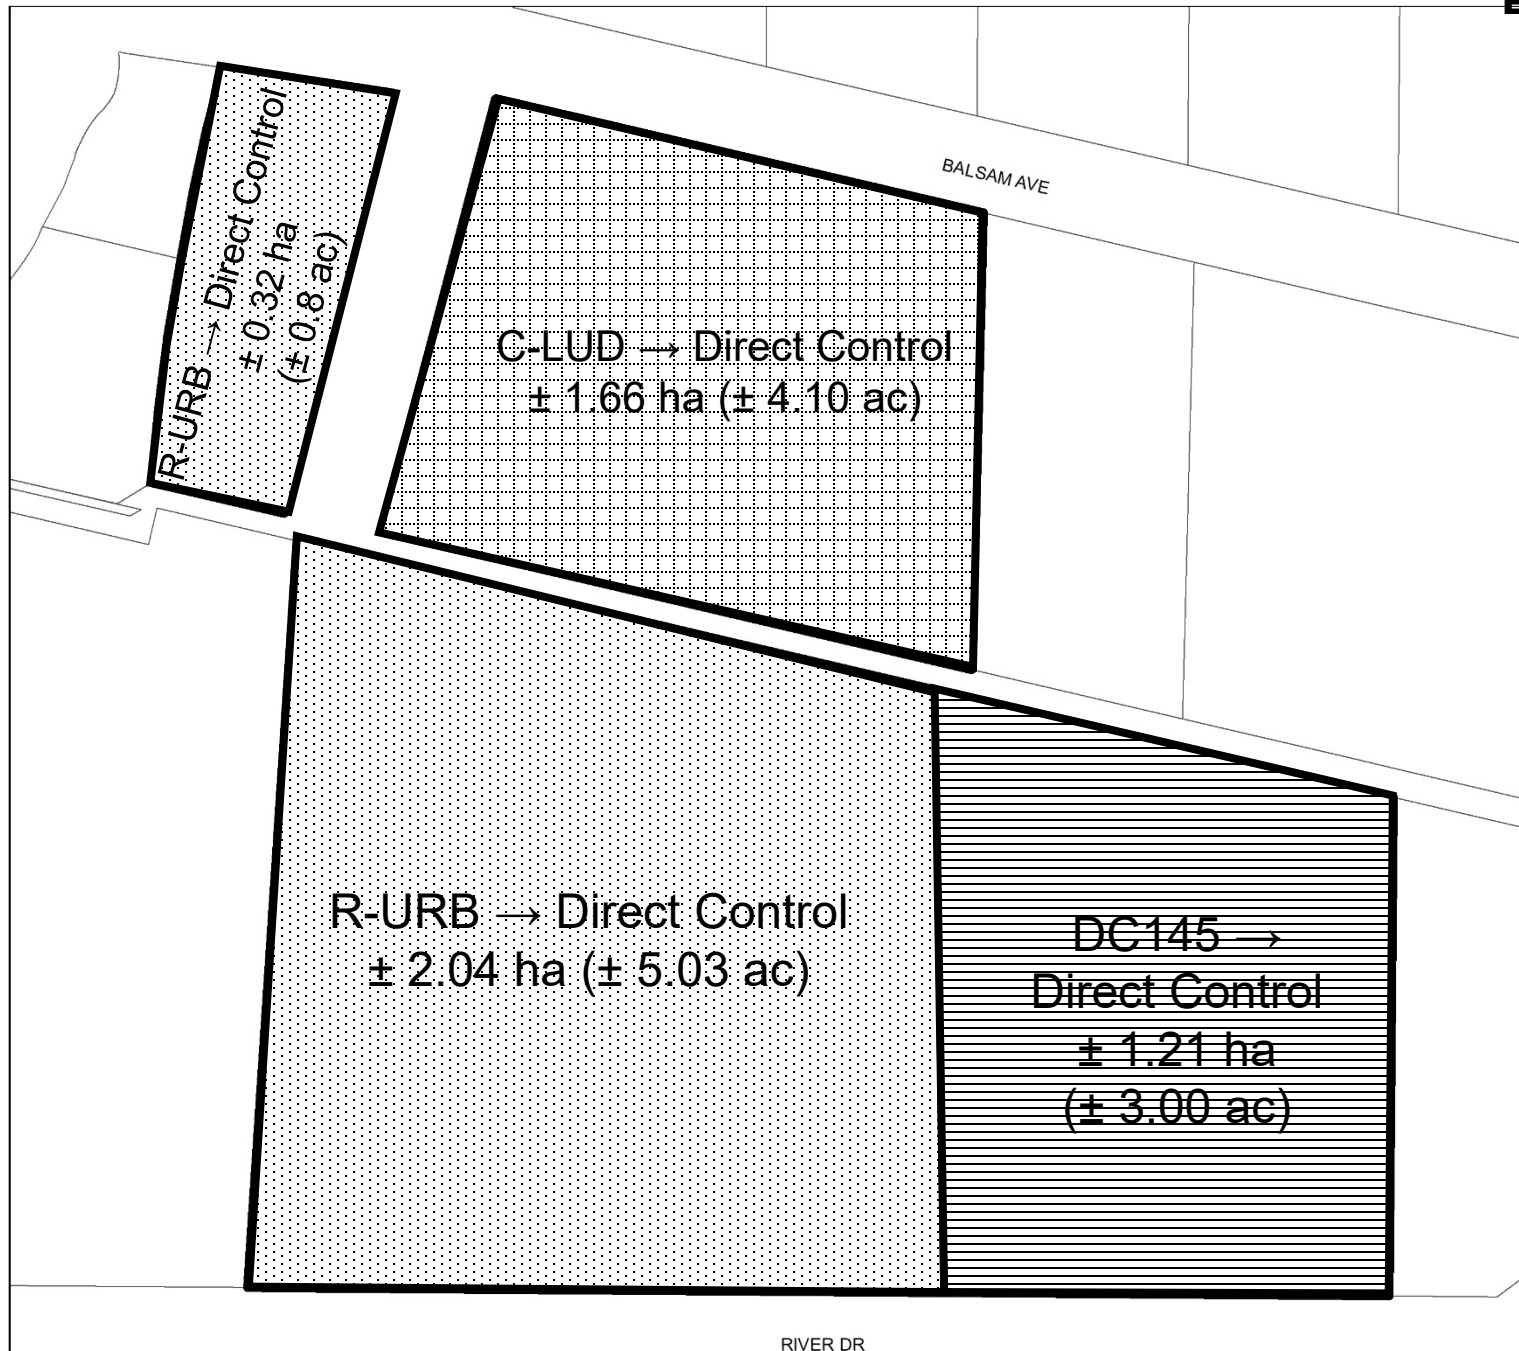 BALSAM AVE
R-URB → Direct Control
± 0.32 ha
(± 0.8 ac)
C-LUD → Direct Control
± 1.66 ha (± 4.10 ac)
R-URB → Direct Control
± 2.04 ha (± 5.03 ac)
DC145 →
Direct Control
± 1.21 ha
(± 3.00 ac)
RIVER DR